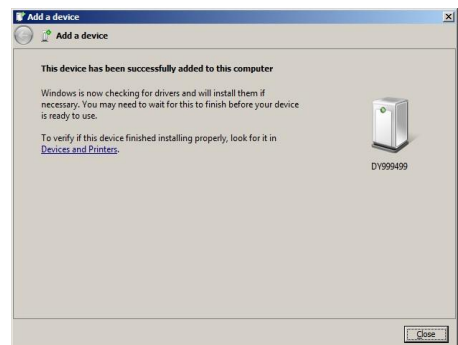 Add a device
Add a device
This device has been successfully added to this computer
Windows is now checking for drivers and will install them if
necessary. You may need to wait for this to finish before your device
is ready to use.
To verify if this device finished installing properly, look for it in
Devices and Printers.
DY999499
Close